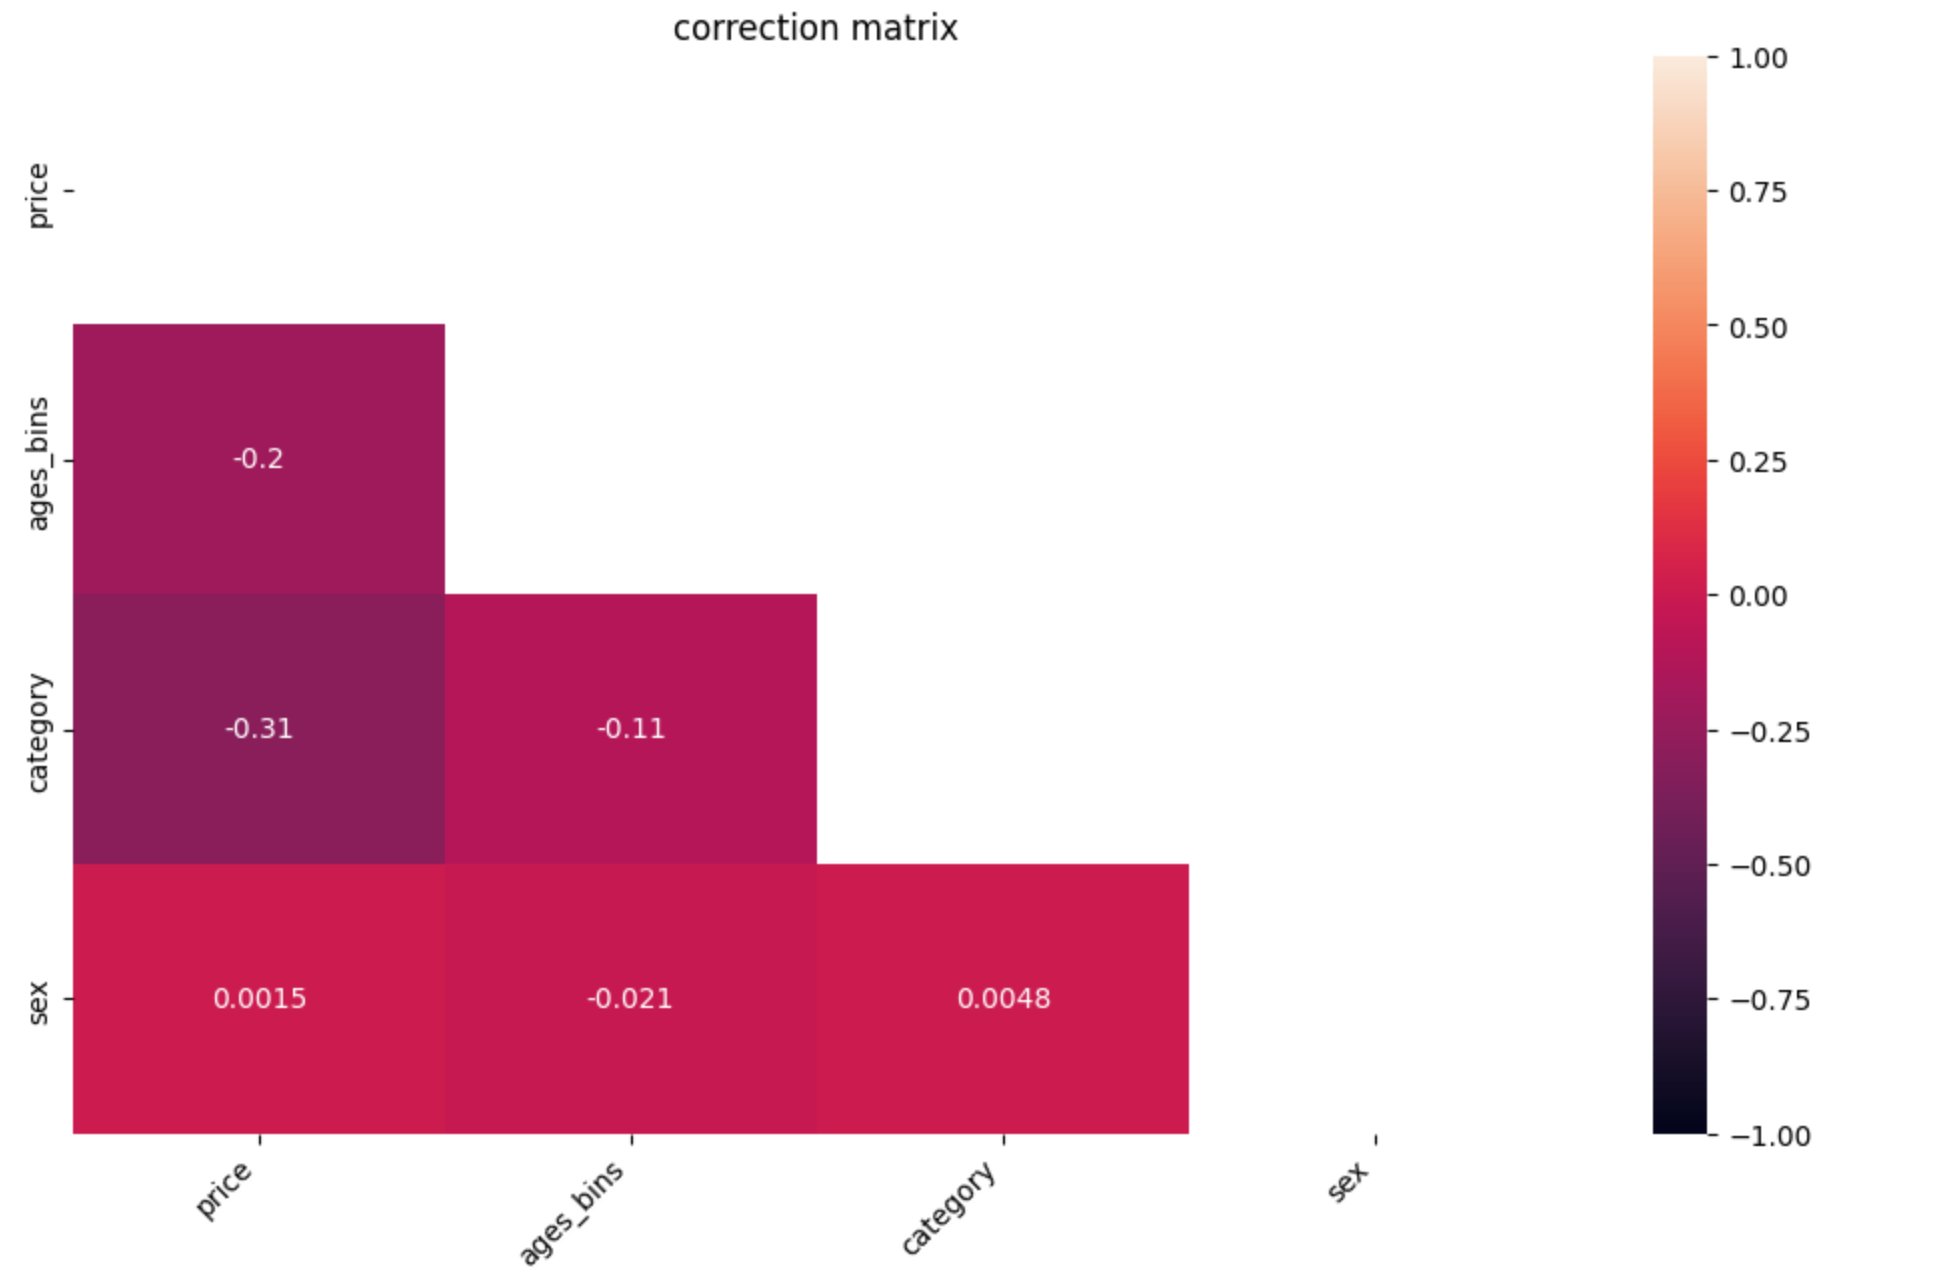 correction matrix
price
ages_bins
category
sex
-0.2
-0.31
-0.11
0.0015
-0.021
0.0048
price
ages_bins
category
sex
1.00
0.75
0.50
0.25
0.00
−0.25
−0.50
−0.75
−1.00